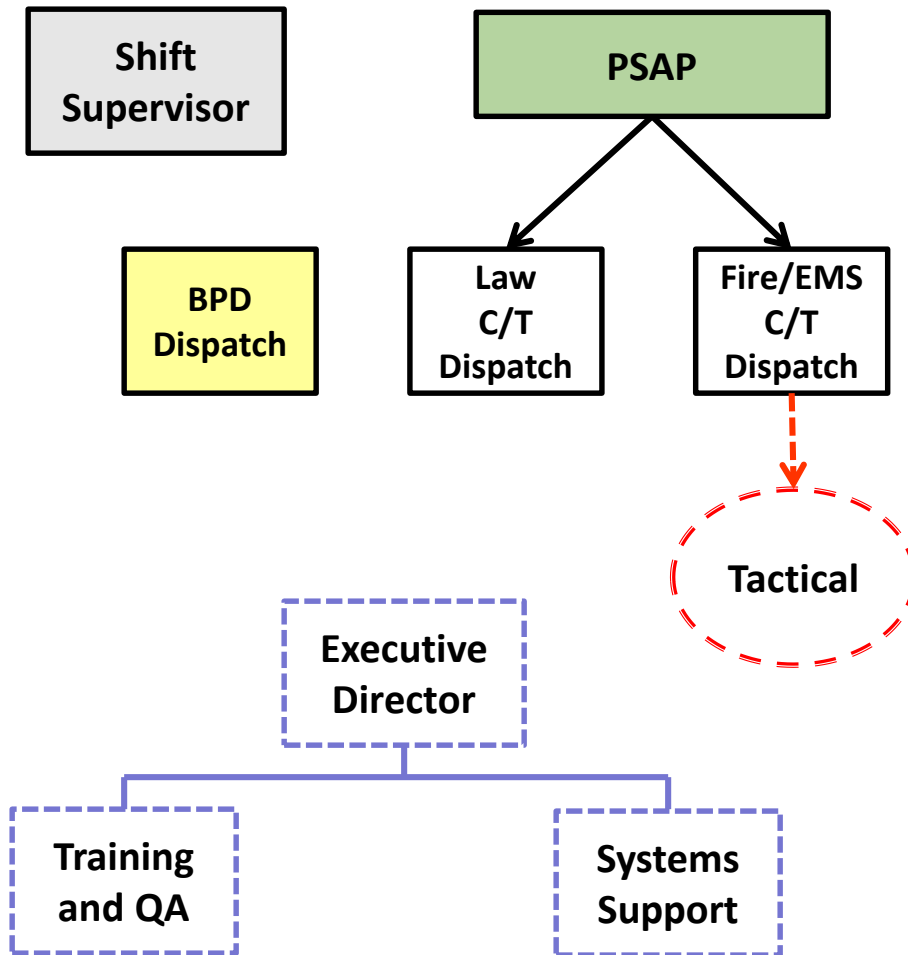 Shift
Supervisor
PSAP
BPD
Dispatch
Law
C/T
Dispatch
Fire/EMS
C/T
Dispatch
Tactical
Executive
Director
Training
and QA
Systems
Support